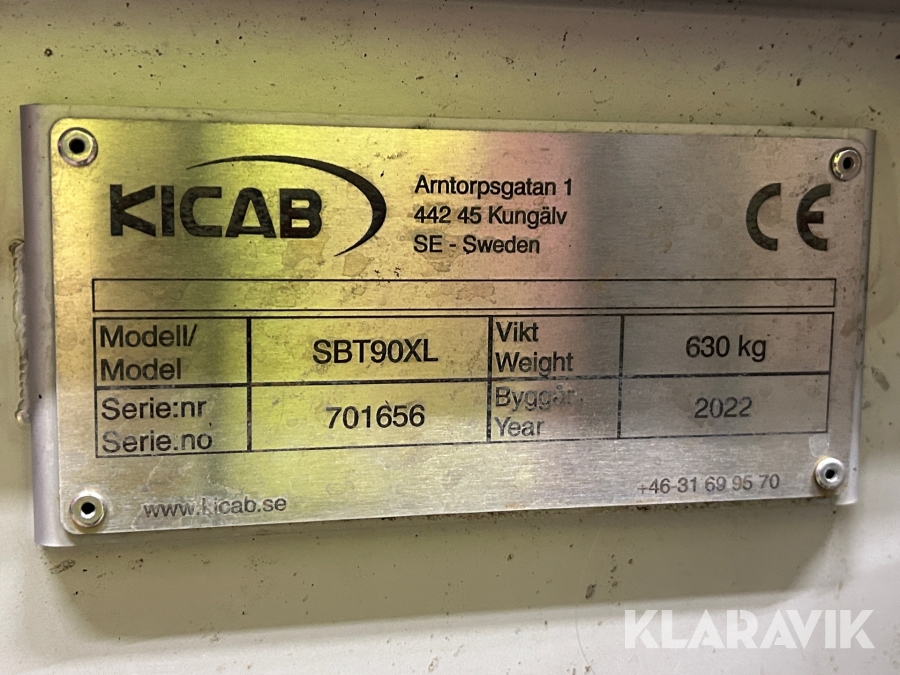 KICAB
Arntorpsgatan 1
442 45 Kungälv
SE - Sweden
CE
Modell/
Model
SBT90XL
Vikt
Weight
630 kg
Serie:nr
Serie.no
701656
Byggår
Year
2022
www.kicab.se
+46-31 69 95 70
KLARAVIK